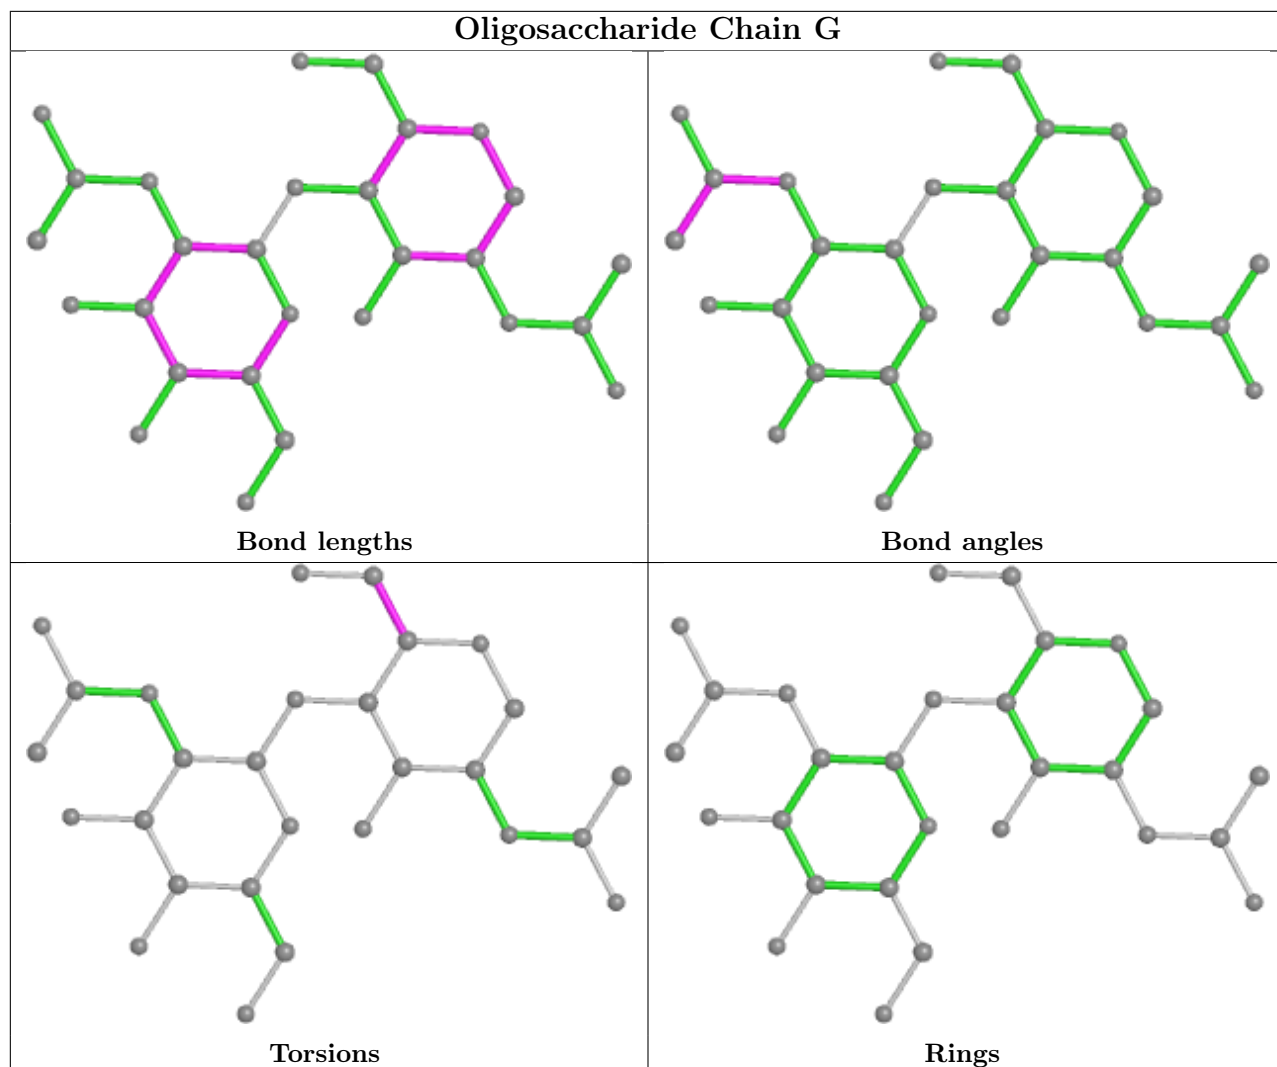 Oligosaccharide Chain G
Bond lengths
Bond angles
Torsions
Rings